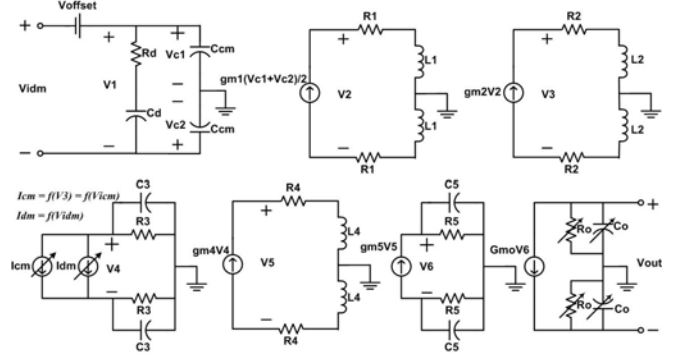 Voffset
+
Vidm
−
+
Rd
V1
Cd
−
+
Vc1
Ccm
−
−
Vc2
Ccm
+
R1
+
L1
gm1(Vc1+Vc2)/2
V2
L1
−
R1
R2
+
L2
gm2V2
V3
L2
−
R2
Icm = f(V3) = f(Vicm)
Idm = f(Vidm)
C3
R3
+
Icm
Idm
V4
−
R3
C3
R4
+
L4
gm4V4
V5
L4
−
R4
C5
R5
+
gm5V5
V6
−
R5
C5
GmoV6
Ro
Co
+
Vout
Ro
Co
−